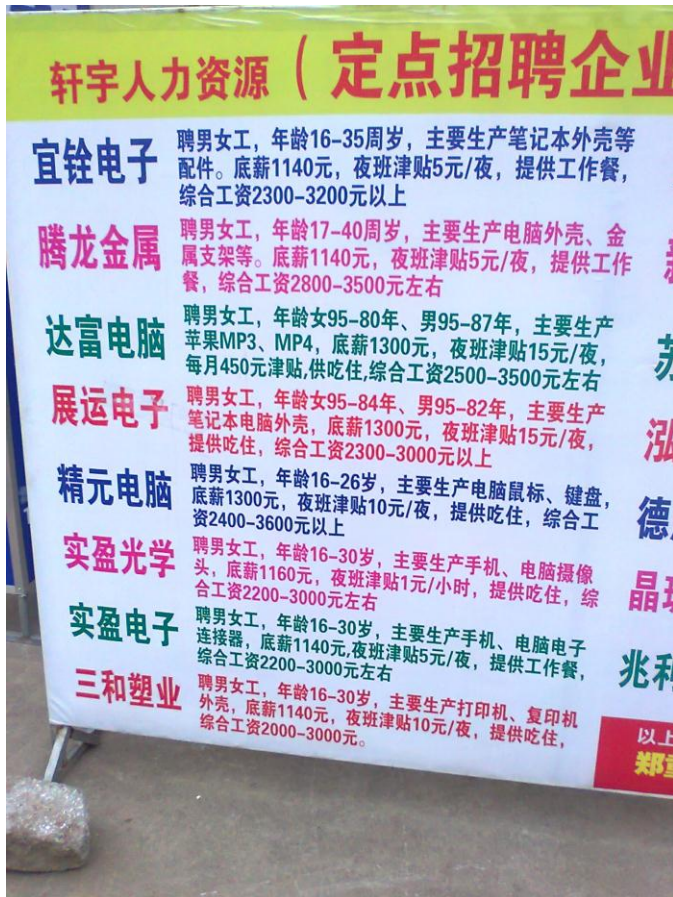 轩宇人力资源（定点招聘企业
宜铨电子
聘男女工，年龄16-35周岁，主要生产笔记本外壳等
配件。底薪1140元，夜班津贴5元/夜，提供工作餐，
综合工资2300-3200元以上
腾龙金属
聘男女工，年龄17-40周岁，主要生产电脑外壳、金
属支架等。底薪1140元，夜班津贴5元/夜，提供工作
餐，综合工资2800-3500元左右
达富电脑
聘男女工，年龄女95-80年、男95-87年，主要生产
苹果MP3、MP4，底薪1300元，夜班津贴15元/夜，
每月450元津贴,供吃住,综合工资2500-3500元左右
展运电子
聘男女工，年龄女95-84年、男95-82年，主要生产
笔记本电脑外壳，底薪1300元，夜班津贴15元/夜，
提供吃住，综合工资2300-3000元以上
精元电脑
聘男女工，年龄16-26岁，主要生产电脑鼠标、键盘，
底薪1300元，夜班津贴10元/夜，提供吃住，综合工
资2400-3600元以上
实盈光学
聘男女工，年龄16-30岁，主要生产手机、电脑摄像
头，底薪1160元，夜班津贴1元/小时，提供吃住，综
合工资2200-3000元左右
实盈电子
聘男女工，年龄16-30岁，主要生产手机、电脑电子
连接器，底薪1140元,夜班津贴5元/夜，提供工作餐，
综合工资2200-3000元左右
三和塑业
聘男女工，年龄16-30岁，主要生产打印机、复印机
外壳，底薪1140元，夜班津贴10元/夜，提供吃住，
综合工资2000-3000元。
苏
泓
德
晶
兆利
以上
郑